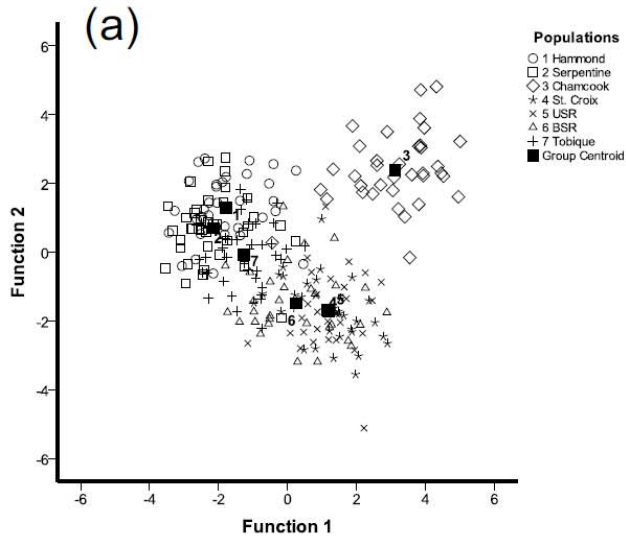 (a)
Populations
1 Hammond
2 Serpentine
3 Chamcook
4 St. Croix
5 USR
6 BSR
7 Tobique
Group Centroid
Function 2
6
4
2
0
-2
-4
-6
3
1
2
7
6
45
-6 -4 -2 0 2 4 6
Function 1